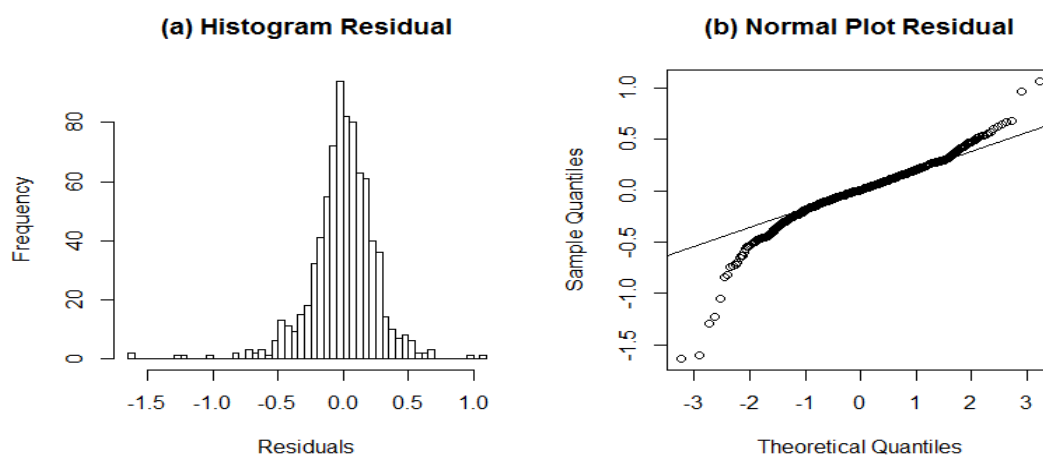 (a) Histogram Residual
Frequency
0 20 40 60 80
-1.5 -1.0 -0.5 0.0 0.5 1.0
Residuals
(b) Normal Plot Residual
Sample Quantiles
-1.5 -1.0 -0.5 0.0 0.5 1.0
-3 -2 -1 0 1 2 3
Theoretical Quantiles